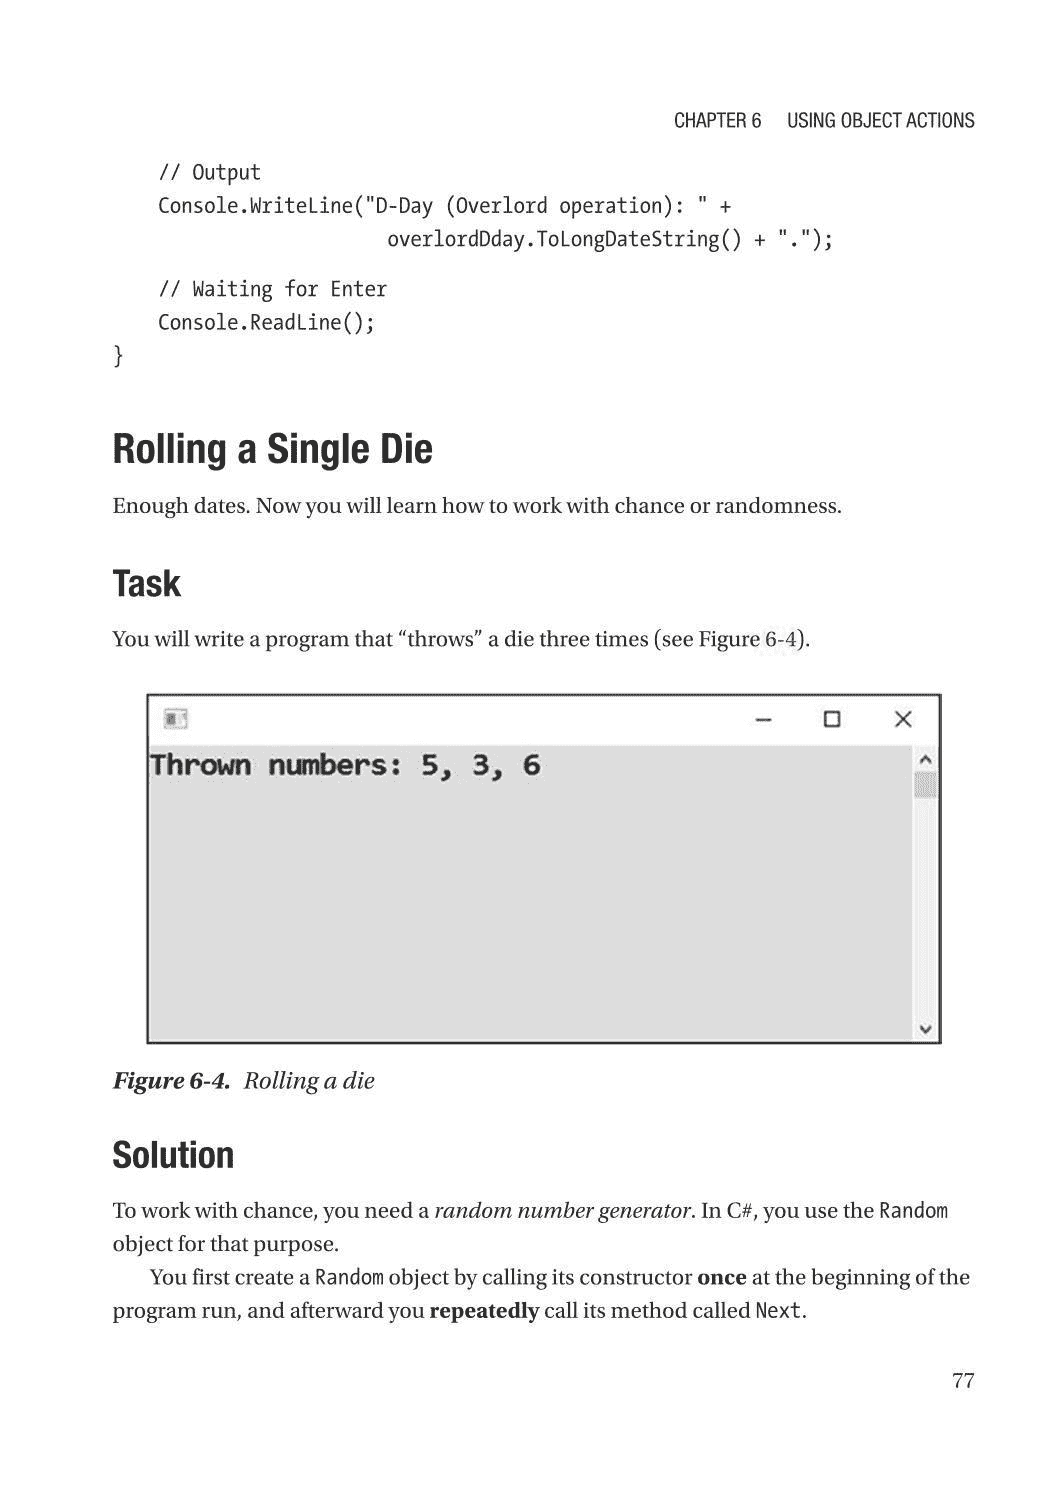 CHAPTER 6 USING OBJECT ACTIONS
// Output
Console.WriteLine("D-Day (Overlord operation): " +
overlordDday.ToLongDateString() + ".");
// Waiting for Enter
Console.ReadLine();
}
Rolling a Single Die
Enough dates. Now you will learn how to work with chance or randomness.
Task
You will write a program that “throws” a die three times (see Figure 6-4).
Thrown numbers: 5, 3, 6
Figure 6-4. Rolling a die
Solution
To work with chance, you need a random number generator. In C#, you use the Random
object for that purpose.
You first create a Random object by calling its constructor once at the beginning of the
program run, and afterward you repeatedly call its method called Next.
77